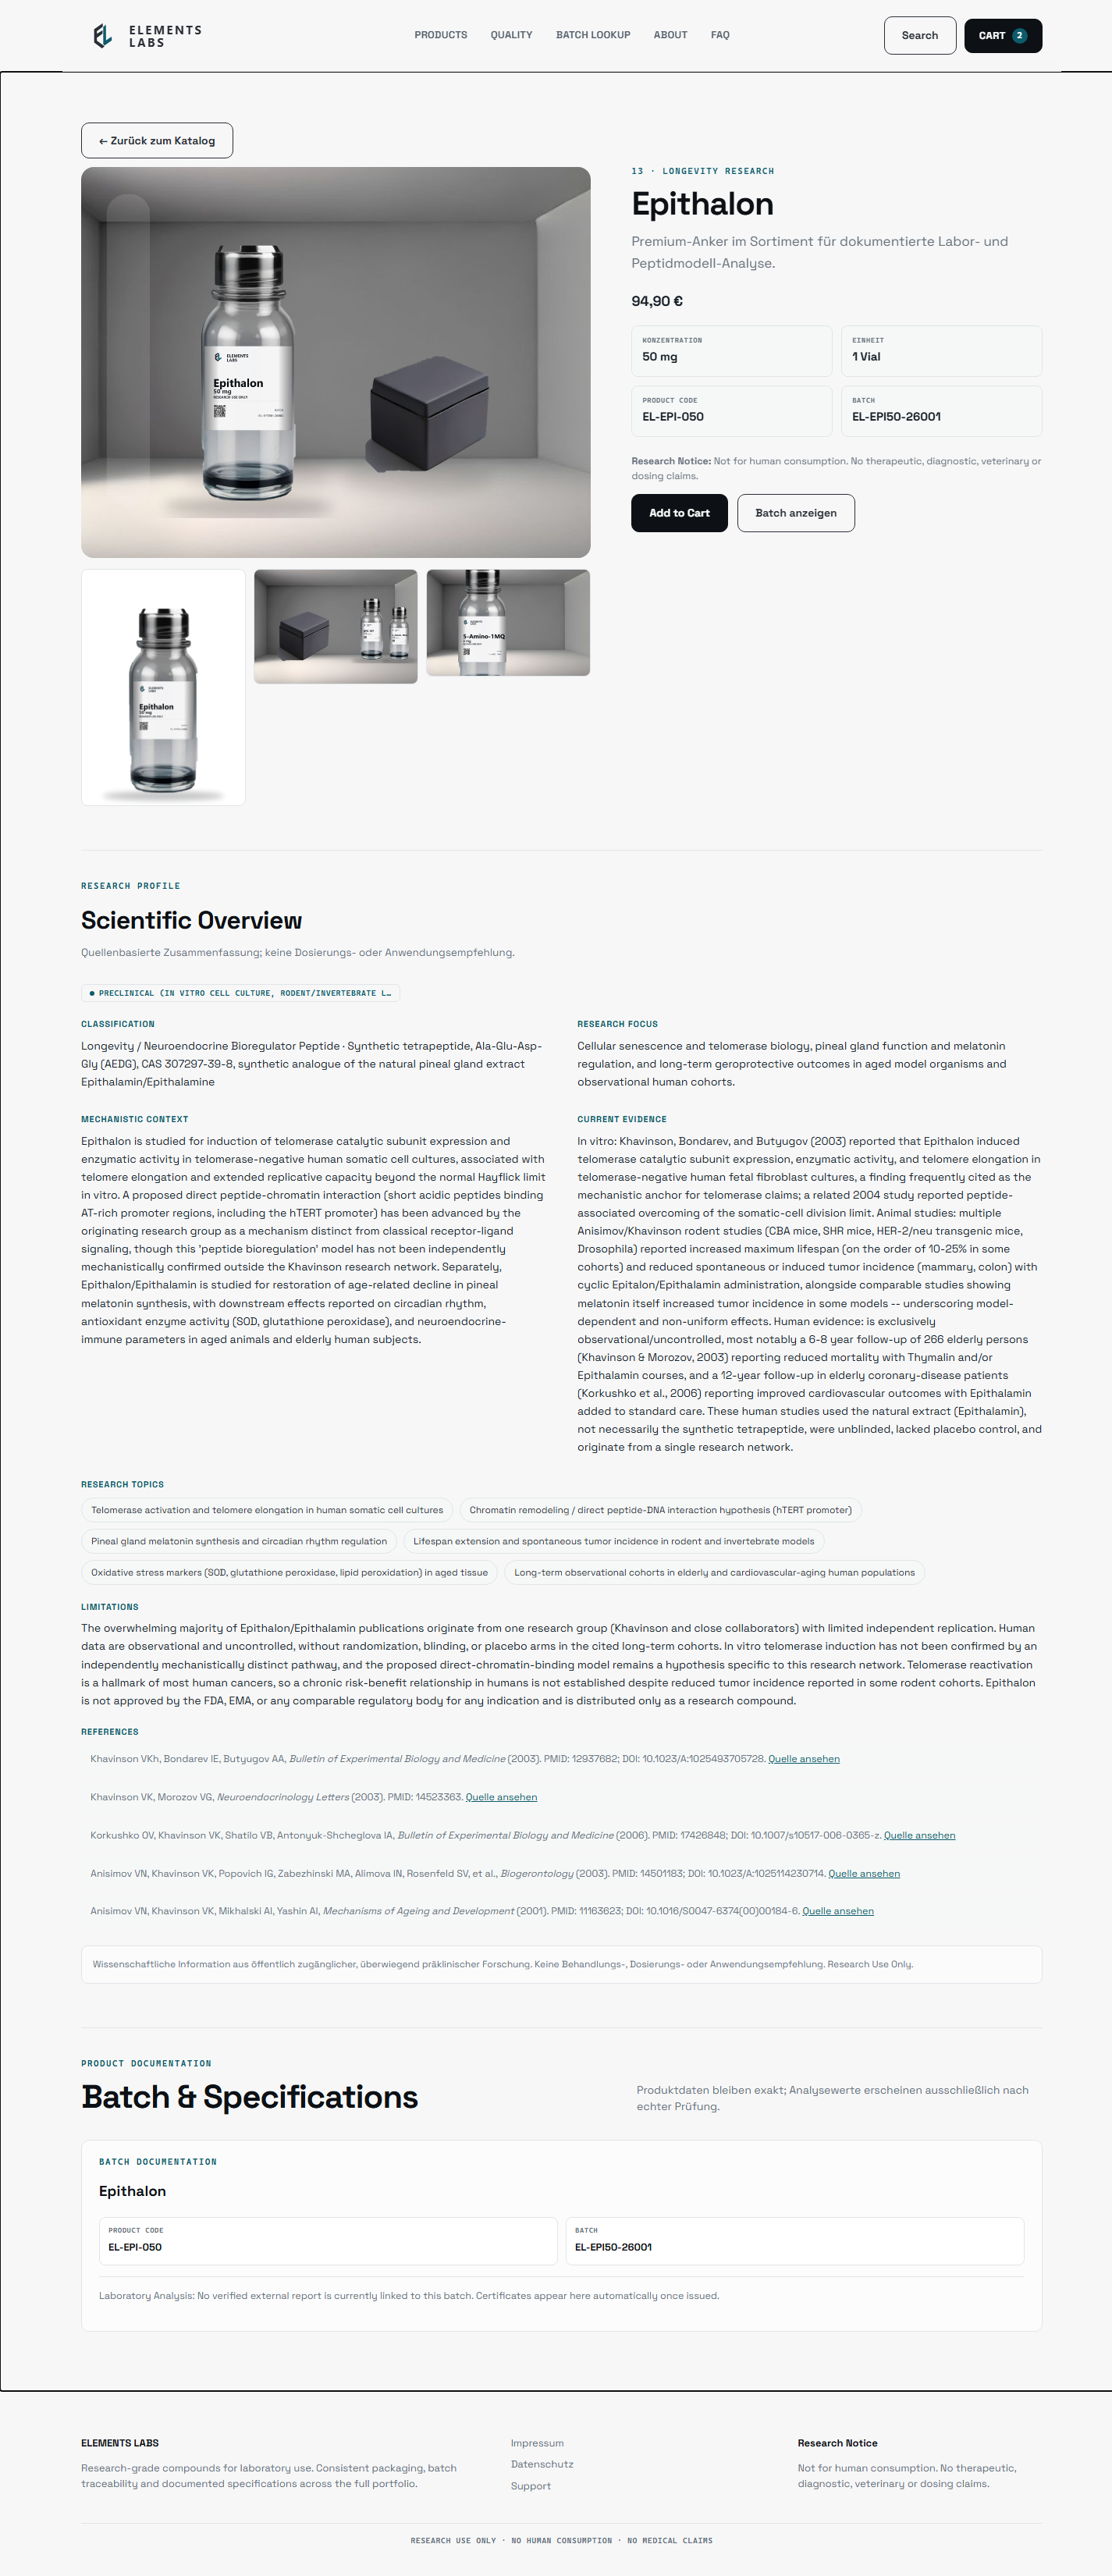 ELEMENTS
LABS
PRODUCTS
QUALITY
BATCH LOOKUP
ABOUT
FAQ
Search
CART 2
← Zurück zum Katalog
ELEMENTS
LABS
Epithalon
50 mg
RESEARCH USE ONLY
13 · LONGEVITY RESEARCH
Epithalon
Premium-Anker im Sortiment für dokumentierte Labor- und
Peptidmodell-Analyse.
94,90 €
KONZENTRATION
50 mg
EINHEIT
1 Vial
PRODUCT CODE
EL-EPI-050
BATCH
EL-EPI50-26001
Research Notice: Not for human consumption. No therapeutic, diagnostic, veterinary or
dosing claims.
Add to Cart
Batch anzeigen
Epithalon
50 mg
5-Amino-1MQ
RESEARCH PROFILE
Scientific Overview
Quellenbasierte Zusammenfassung; keine Dosierungs- oder Anwendungsempfehlung.
● PRECLINICAL (IN VITRO CELL CULTURE, RODENT/INVERTEBRATE L…
CLASSIFICATION
Longevity / Neuroendocrine Bioregulator Peptide · Synthetic tetrapeptide, Ala-Glu-Asp-
Gly (AEDG), CAS 307297-39-8, synthetic analogue of the natural pineal gland extract
Epithalamin/Epithalamine
RESEARCH FOCUS
Cellular senescence and telomerase biology, pineal gland function and melatonin
regulation, and long-term geroprotective outcomes in aged model organisms and
observational human cohorts.
MECHANISTIC CONTEXT
Epithalon is studied for induction of telomerase catalytic subunit expression and
enzymatic activity in telomerase-negative human somatic cell cultures, associated with
telomere elongation and extended replicative capacity beyond the normal Hayflick limit
in vitro. A proposed direct peptide-chromatin interaction (short acidic peptides binding
AT-rich promoter regions, including the hTERT promoter) has been advanced by the
originating research group as a mechanism distinct from classical receptor-ligand
signaling, though this 'peptide bioregulation' model has not been independently
mechanistically confirmed outside the Khavinson research network. Separately,
Epithalon/Epithalamin is studied for restoration of age-related decline in pineal
melatonin synthesis, with downstream effects reported on circadian rhythm,
antioxidant enzyme activity (SOD, glutathione peroxidase), and neuroendocrine-
immune parameters in aged animals and elderly human subjects.
CURRENT EVIDENCE
In vitro: Khavinson, Bondarev, and Butyugov (2003) reported that Epithalon induced
telomerase catalytic subunit expression, enzymatic activity, and telomere elongation in
telomerase-negative human fetal fibroblast cultures, a finding frequently cited as the
mechanistic anchor for telomerase claims; a related 2004 study reported peptide-
associated overcoming of the somatic-cell division limit. Animal studies: multiple
Anisimov/Khavinson rodent studies (CBA mice, SHR mice, HER-2/neu transgenic mice,
Drosophila) reported increased maximum lifespan (on the order of 10-25% in some
cohorts) and reduced spontaneous or induced tumor incidence (mammary, colon) with
cyclic Epitalon/Epithalamin administration, alongside comparable studies showing
melatonin itself increased tumor incidence in some models -- underscoring model-
dependent and non-uniform effects. Human evidence: is exclusively
observational/uncontrolled, most notably a 6-8 year follow-up of 266 elderly persons
(Khavinson & Morozov, 2003) reporting reduced mortality with Thymalin and/or
Epithalamin courses, and a 12-year follow-up in elderly coronary-disease patients
(Korkushko et al., 2006) reporting improved cardiovascular outcomes with Epithalamin
added to standard care. These human studies used the natural extract (Epithalamin),
not necessarily the synthetic tetrapeptide, were unblinded, lacked placebo control, and
originate from a single research network.
RESEARCH TOPICS
Telomerase activation and telomere elongation in human somatic cell cultures
Chromatin remodeling / direct peptide-DNA interaction hypothesis (hTERT promoter)
Pineal gland melatonin synthesis and circadian rhythm regulation
Lifespan extension and spontaneous tumor incidence in rodent and invertebrate models
Oxidative stress markers (SOD, glutathione peroxidase, lipid peroxidation) in aged tissue
Long-term observational cohorts in elderly and cardiovascular-aging human populations
LIMITATIONS
The overwhelming majority of Epithalon/Epithalamin publications originate from one research group (Khavinson and close collaborators) with limited independent replication. Human
data are observational and uncontrolled, without randomization, blinding, or placebo arms in the cited long-term cohorts. In vitro telomerase induction has not been confirmed by an
independently mechanistically distinct pathway, and the proposed direct-chromatin-binding model remains a hypothesis specific to this research network. Telomerase reactivation
is a hallmark of most human cancers, so a chronic risk-benefit relationship in humans is not established despite reduced tumor incidence reported in some rodent cohorts. Epithalon
is not approved by the FDA, EMA, or any comparable regulatory body for any indication and is distributed only as a research compound.
REFERENCES
Khavinson VKh, Bondarev IE, Butyugov AA, Bulletin of Experimental Biology and Medicine (2003). PMID: 12937682; DOI: 10.1023/A:1025493705728. Quelle ansehen
Khavinson VK, Morozov VG, Neuroendocrinology Letters (2003). PMID: 14523363. Quelle ansehen
Korkushko OV, Khavinson VK, Shatilo VB, Antonyuk-Shcheglova IA, Bulletin of Experimental Biology and Medicine (2006). PMID: 17426848; DOI: 10.1007/s10517-006-0365-z. Quelle ansehen
Anisimov VN, Khavinson VK, Popovich IG, Zabezhinski MA, Alimova IN, Rosenfeld SV, et al., Biogerontology (2003). PMID: 14501183; DOI: 10.1023/A:1025114230714. Quelle ansehen
Anisimov VN, Khavinson VK, Mikhalski AI, Yashin AI, Mechanisms of Ageing and Development (2001). PMID: 11163623; DOI: 10.1016/S0047-6374(00)00184-6. Quelle ansehen
Wissenschaftliche Information aus öffentlich zugänglicher, überwiegend präklinischer Forschung. Keine Behandlungs-, Dosierungs- oder Anwendungsempfehlung. Research Use Only.
PRODUCT DOCUMENTATION
Batch & Specifications
Produktdaten bleiben exakt; Analysewerte erscheinen ausschließlich nach
echter Prüfung.
BATCH DOCUMENTATION
Epithalon
PRODUCT CODE
EL-EPI-050
BATCH
EL-EPI50-26001
Laboratory Analysis: No verified external report is currently linked to this batch. Certificates appear here automatically once issued.
ELEMENTS LABS
Research-grade compounds for laboratory use. Consistent packaging, batch
traceability and documented specifications across the full portfolio.
Impressum
Datenschutz
Support
Research Notice
Not for human consumption. No therapeutic,
diagnostic, veterinary or dosing claims.
RESEARCH USE ONLY · NO HUMAN CONSUMPTION · NO MEDICAL CLAIMS